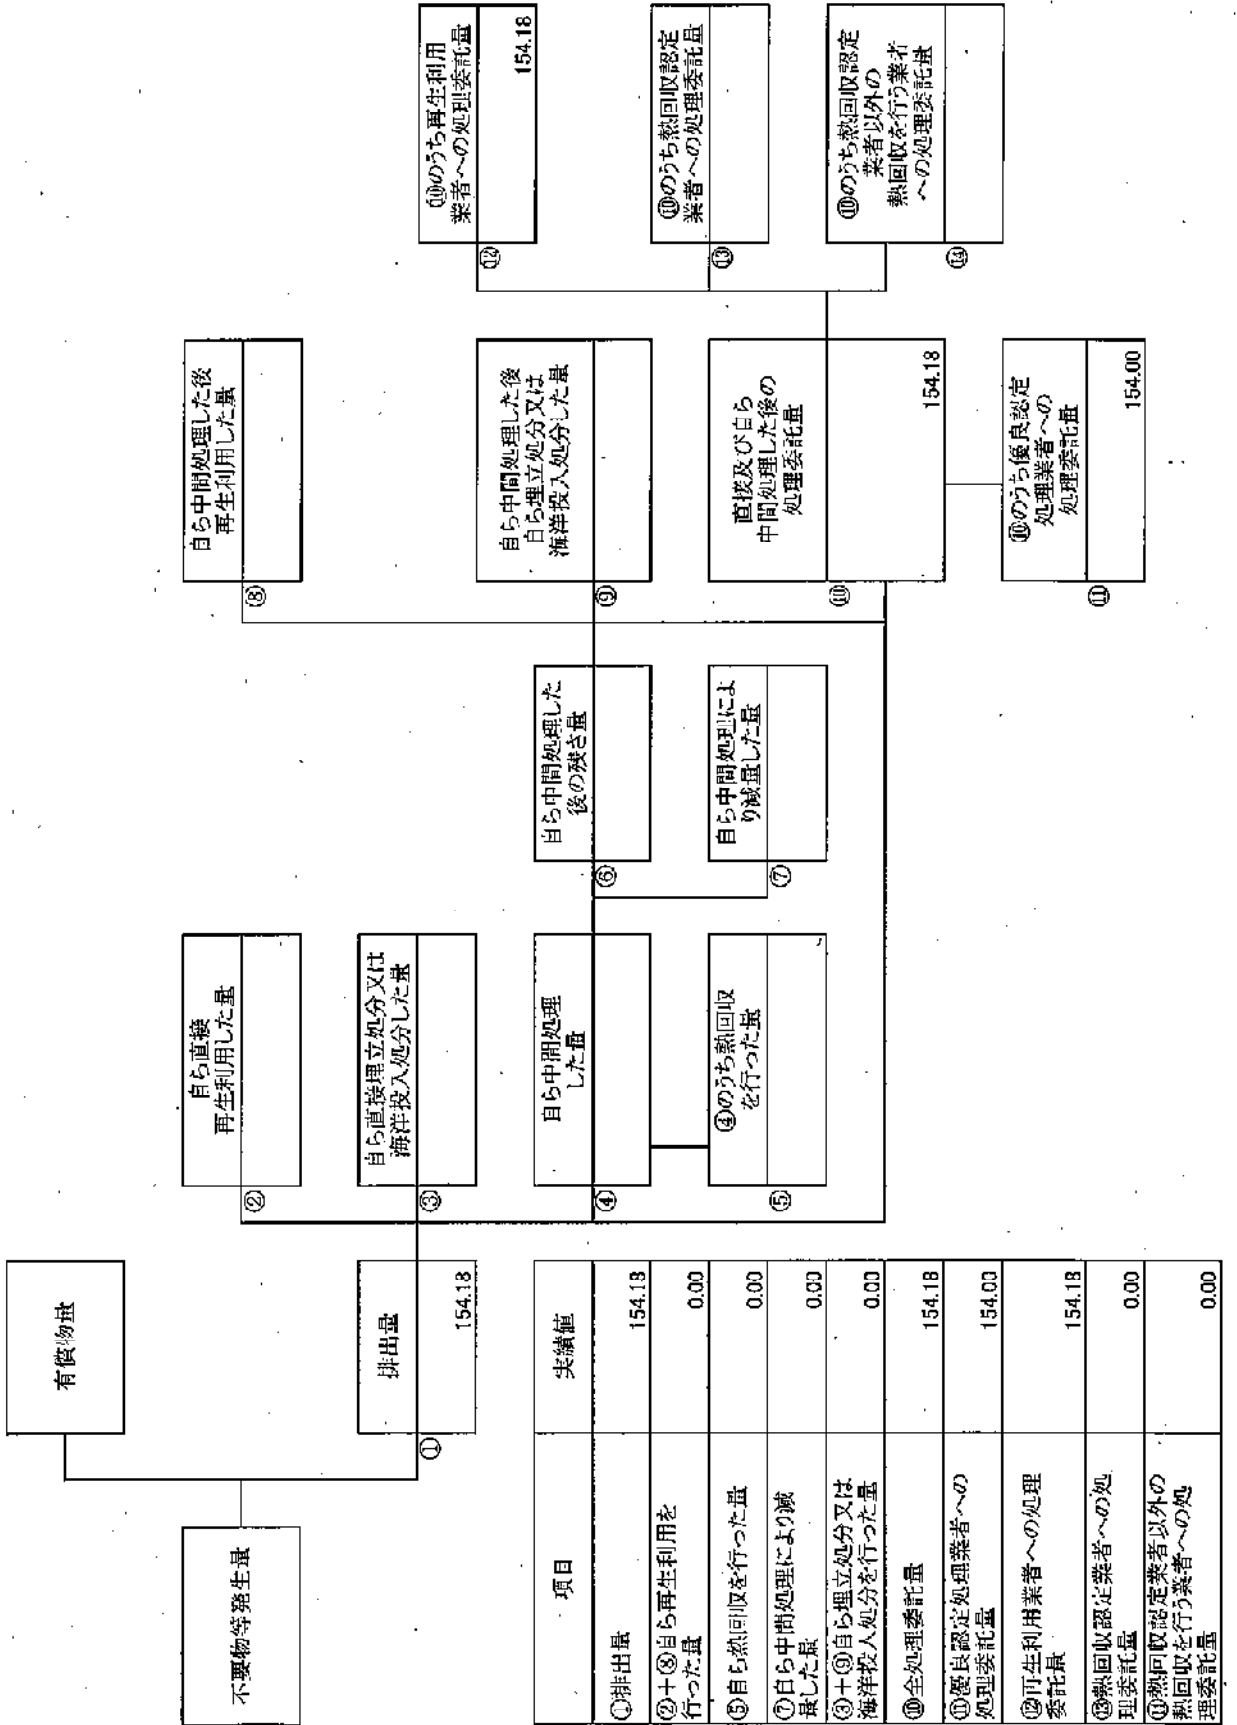 不要物等発生量
有償物量
排出量
①
154.18
自ら直接
再生利用した量
②
自ら直接埋立処分又は
海洋投入処分した量
③
自ら中間処理
した量
④
④のうち熱回収
を行った量
⑤
自ら中間処理した
後の残さ量
⑥
自ら中間処理によ
り減量した量
⑦
自ら中間処理した後
再生利用した量
⑧
自ら中間処理した後
自ら埋立処分又は
海洋投入処分した量
⑨
直接及び自ら
中間処理した後の
処理委託量
⑩
154.18
⑩のうち優良認定
処理業者への
処理委託量
⑪
154.00
⑩のうち再生利用
業者への処理委託量
⑫
154.18
⑩のうち熱回収認定
業者への処理委託量
⑬
⑩のうち熱回収認定
業者以外の
熱回収を行う業者
への処理委託量
⑭
項目 実績値
①排出量 154.18
②+⑧自ら再生利用を
行った量 0.00
⑤自ら熱回収を行った量 0.00
⑦自ら中間処理により減
量した量 0.00
③+⑨自ら埋立処分又は
海洋投入処分を行った量 0.00
⑩全処理委託量 154.18
⑪優良認定処理業者への
処理委託量 154.00
⑫再生利用業者への処理
委託量 154.18
⑬熱回収認定業者への処
理委託量 0.00
⑭熱回収認定業者以外の
熱回収を行う業者への処
理委託量 0.00